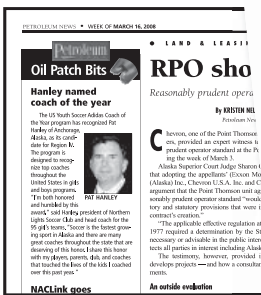 PETROLEUM NEWS • WEEK OF MARCH 16, 2008
Petroleum
Oil Patch Bits
Hanley named
coach of the year
The US Youth Soccer Adidas Coach of
the Year program has recognized Pat
Hanley of Anchorage,
Alaska, as its candi-
date for Region IV.
The program is
designed to recog-
nize top coaches
throughout the
United States in girls
and boys programs.
"I'm both honored
and humbled by this
PAT HANLEY
award," said Hanley, president of Northern
Lights Soccer Club and head coach for the
95 girl's teams. "Soccer is the fastest grow-
ing sport in Alaska and there are many
great coaches throughout the state that are
deserving of this honor. I share this honor
with my players, parents, club, and coaches
that touched the lives of the kids I coached
over this past year."
NACLink goes
• LAND & LEASI
RPO sho
Reasonably prudent opera
By KRISTEN NEL
Petroleum Nes
Chevron, one of the Point Thomson
ers, provided an expert witness
prudent operator standard at the
ing the week of March 3.
Alaska Superior Court Judge Sharon
that adopting the appellants' (Exxon Mo
(Alaska) Inc., Chevron U.S.A. Inc. and C
argument that the Point Thomson unit ag
sonably prudent operator standard "weak
tory and statutory provisions that were i
contract's creation."
"The applicable effective regulation at
1977 required a determination by the S
necessary or advisable in the public inter
tects all parties in interest including Alask
The testimony, however, provided i
develops projects — and how a consultar
ments.
An outside evaluation